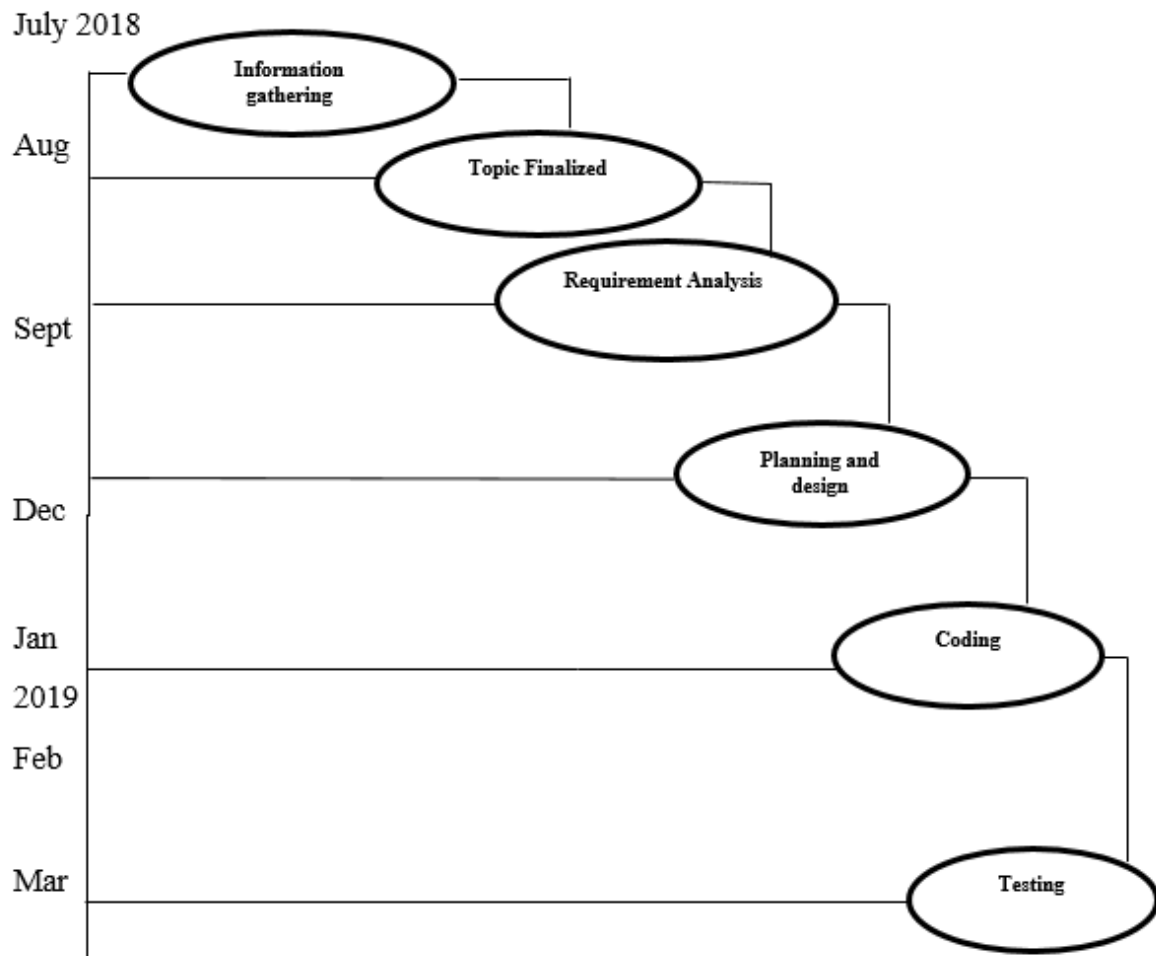 July 2018
Information
gathering
Aug
Topic Finalized
Requirement Analysis
Sept
Planning and
design
Dec
Jan
Coding
2019
Feb
Mar
Testing